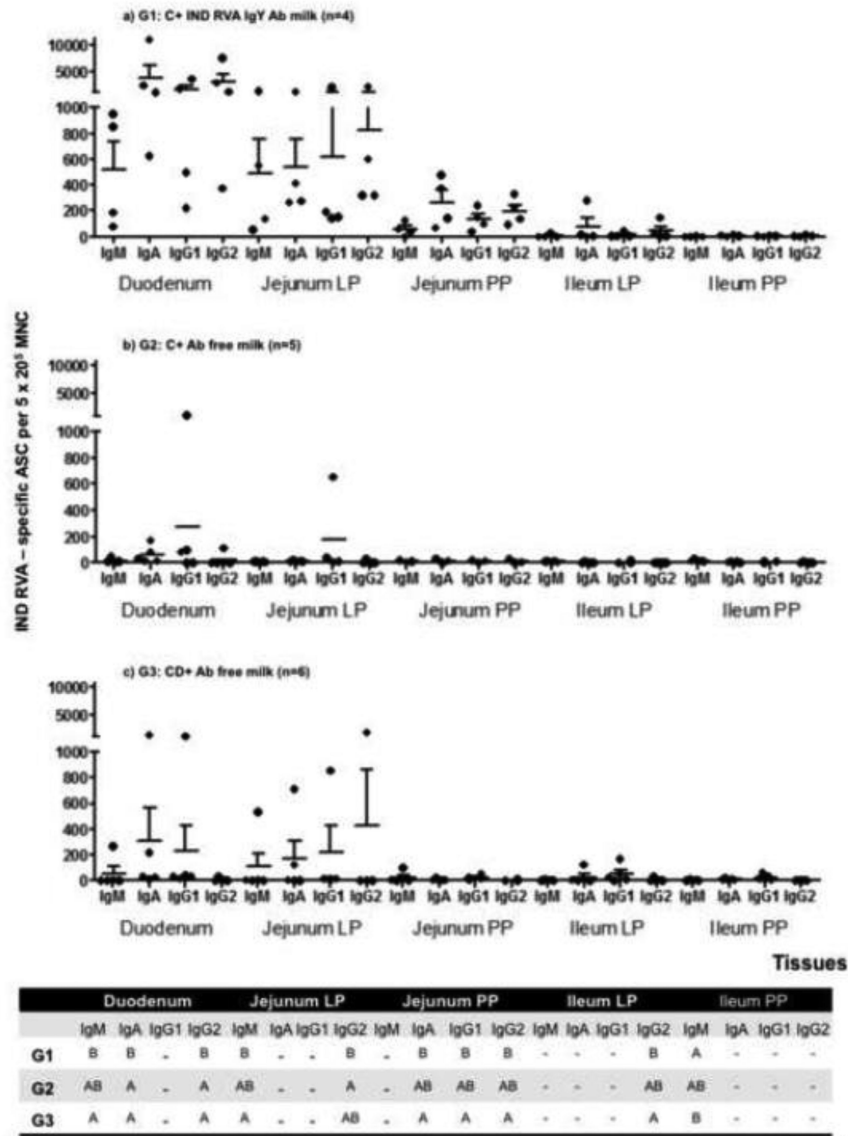 a) G1: C+ IND RVA IgY Ab milk (n=4)
10000
5000
1000
800
600
400
200
0
IgM IgA IgG1 IgG2 IgM IgA IgG1 IgG2 IgM IgA IgG1 IgG2 IgM IgA IgG1 IgG2 IgM IgA IgG1 IgG2
Duodenum Jejunum LP Jejunum PP Ileum LP Ileum PP
IND RVA – specific ASC per 5 x 20⁵ MNC
b) G2: C+ Ab free milk (n=5)
10000
5000
1000
800
600
400
200
0
IgM IgA IgG1 IgG2 IgM IgA IgG1 IgG2 IgM IgA IgG1 IgG2 IgM IgA IgG1 IgG2 IgM IgA IgG1 IgG2
Duodenum Jejunum LP Jejunum PP Ileum LP Ileum PP
c) G3: CD+ Ab free milk (n=6)
10000
5000
1000
800
600
400
200
0
IgM IgA IgG1 IgG2 IgM IgA IgG1 IgG2 IgM IgA IgG1 IgG2 IgM IgA IgG1 IgG2 IgM IgA IgG1 IgG2
Duodenum Jejunum LP Jejunum PP Ileum LP Ileum PP
Tissues
Duodenum Jejunum LP Jejunum PP Ileum LP Ileum PP
IgM IgA IgG1 IgG2 IgM IgA IgG1 IgG2 IgM IgA IgG1 IgG2 IgM IgA IgG1 IgG2 IgM IgA IgG1 IgG2
G1 B B - B B - - B - B B B - - - B A - - -
G2 AB A - A AB - - A - AB AB AB - - - AB AB - - -
G3 A A - A A - - AB - A A A - - - A B - - -